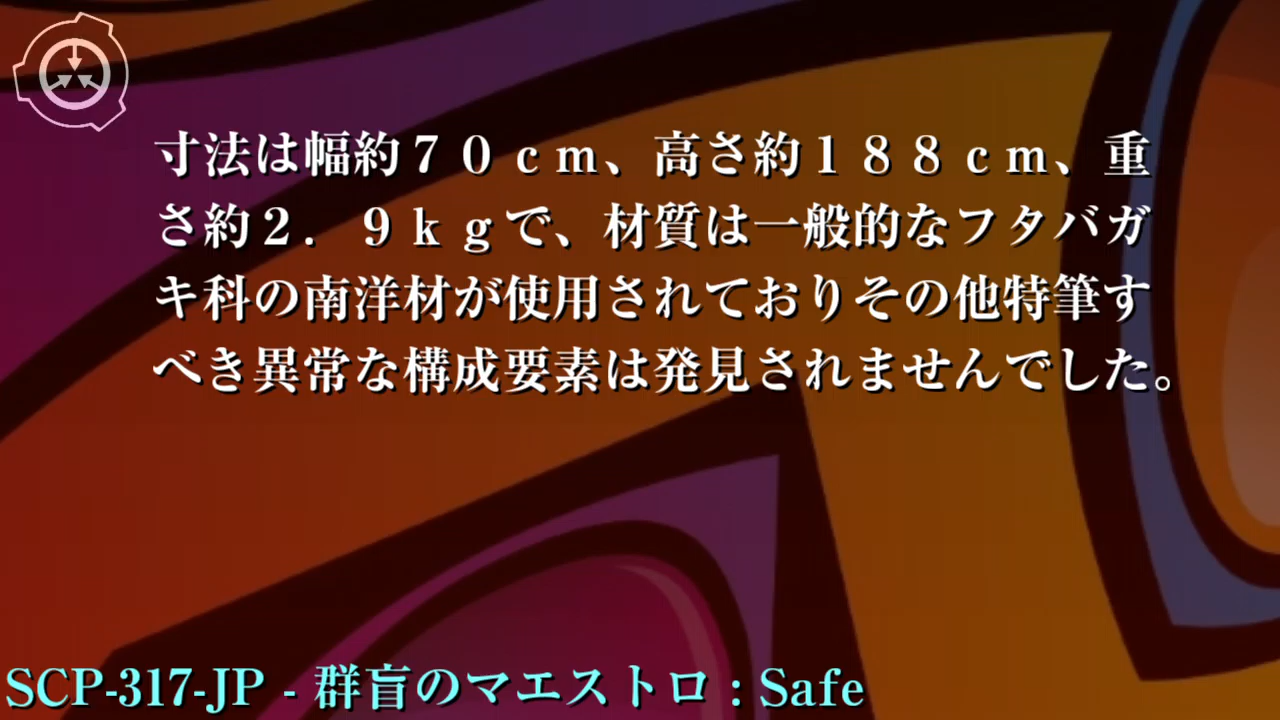 寸法は幅約７０ｃｍ、高さ約１８８ｃｍ、重
さ約２．９ｋｇで、材質は一般的なフタバガ
キ科の南洋材が使用されておりその他特筆す
べき異常な構成要素は発見されませんでした。
SCP-317-JP - 群盲のマエストロ : Safe